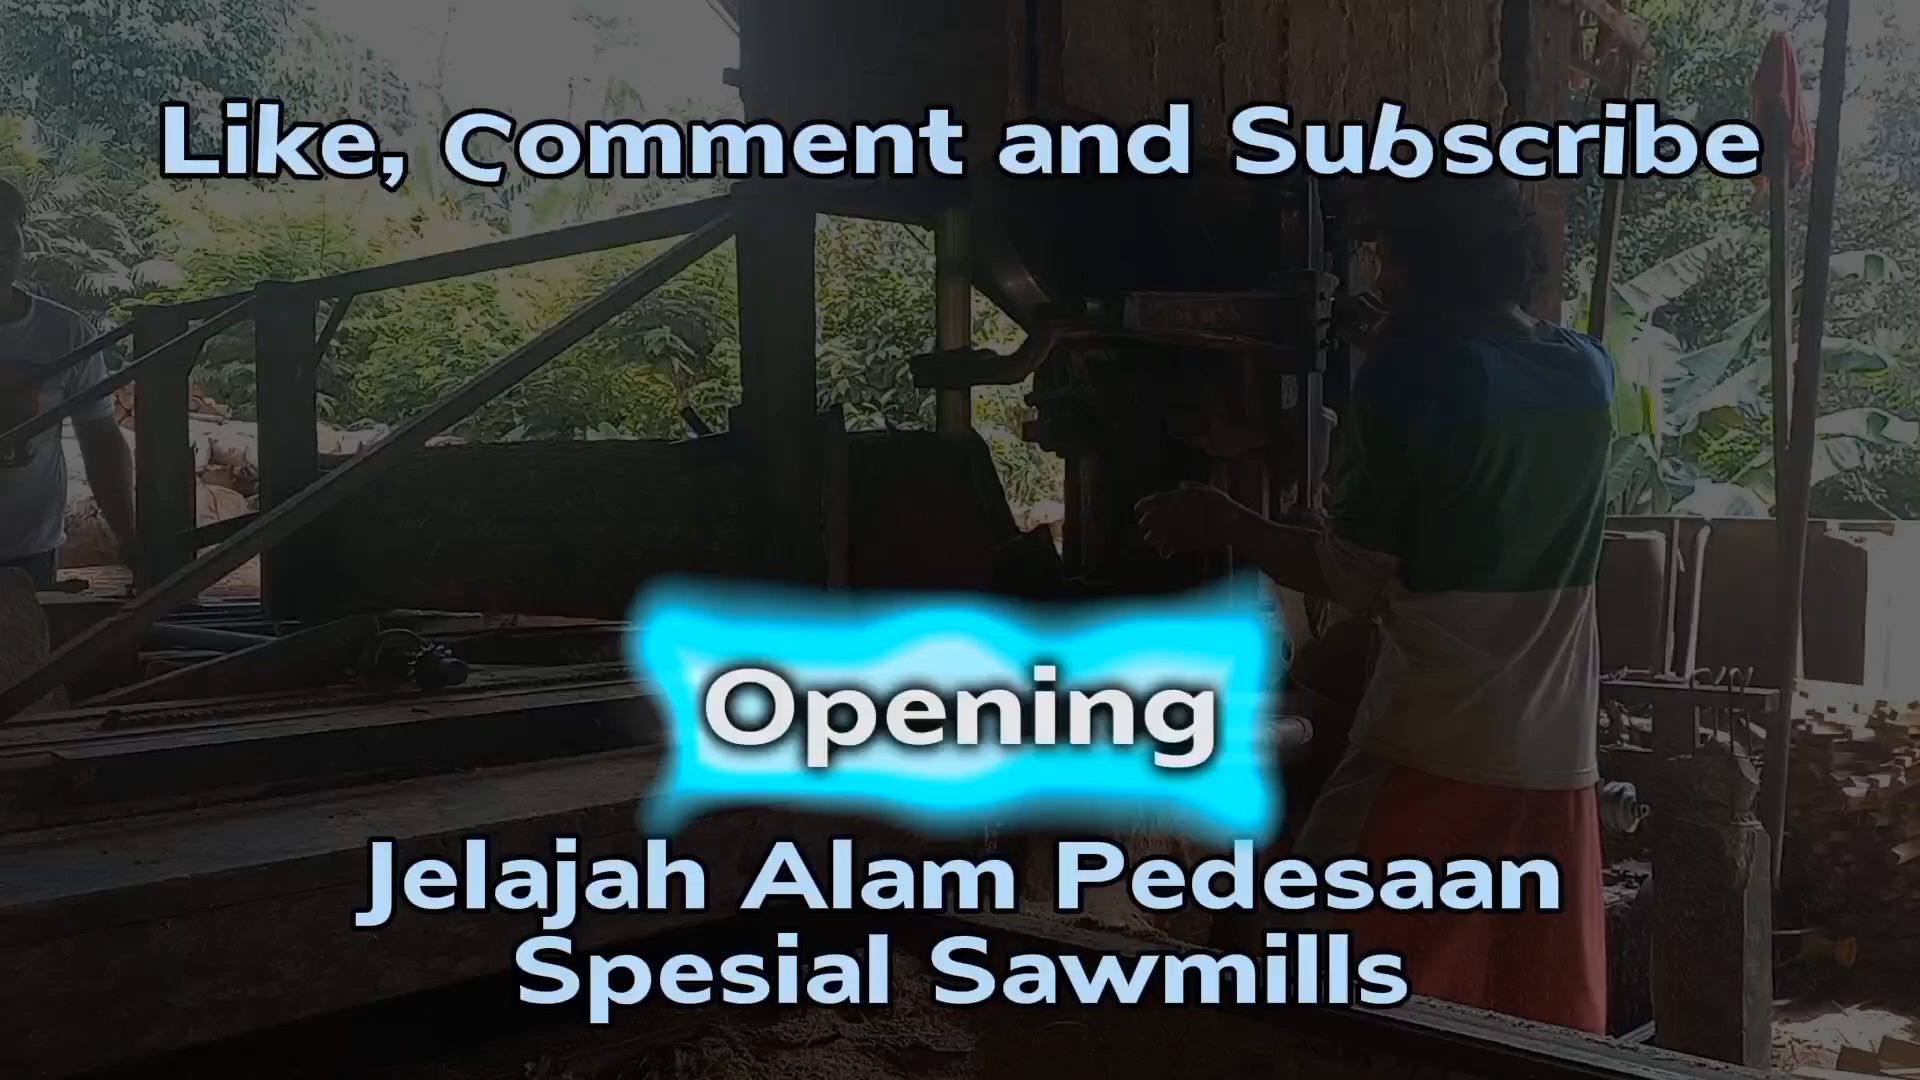 Like, Comment and Subscribe
Opening
Jelajah Alam Pedesaan
Spesial Sawmills